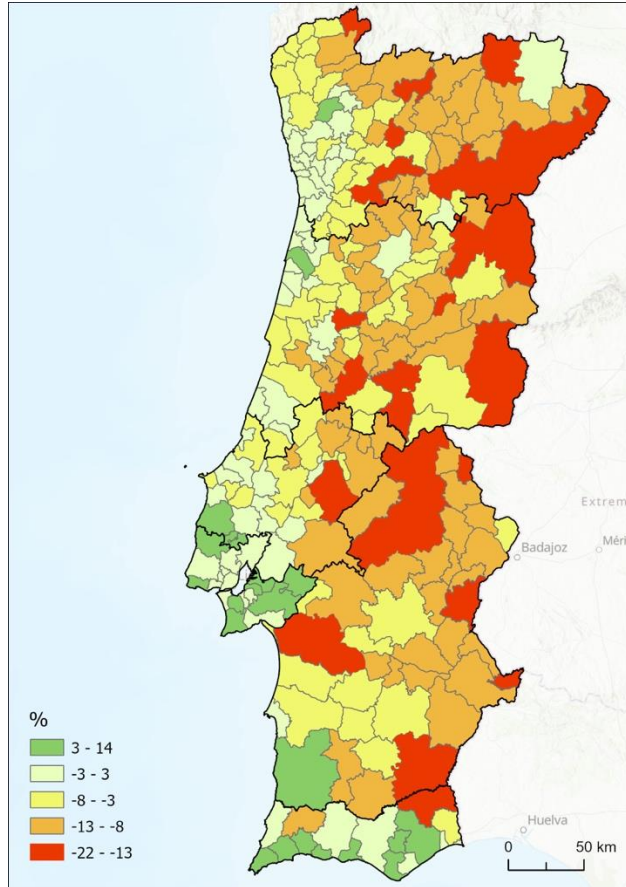 Extrem
Badajoz
Méri
%
3 - 14
-3 - 3
-8 - -3
-13 - -8
-22 - -13
Huelva
0 50 km